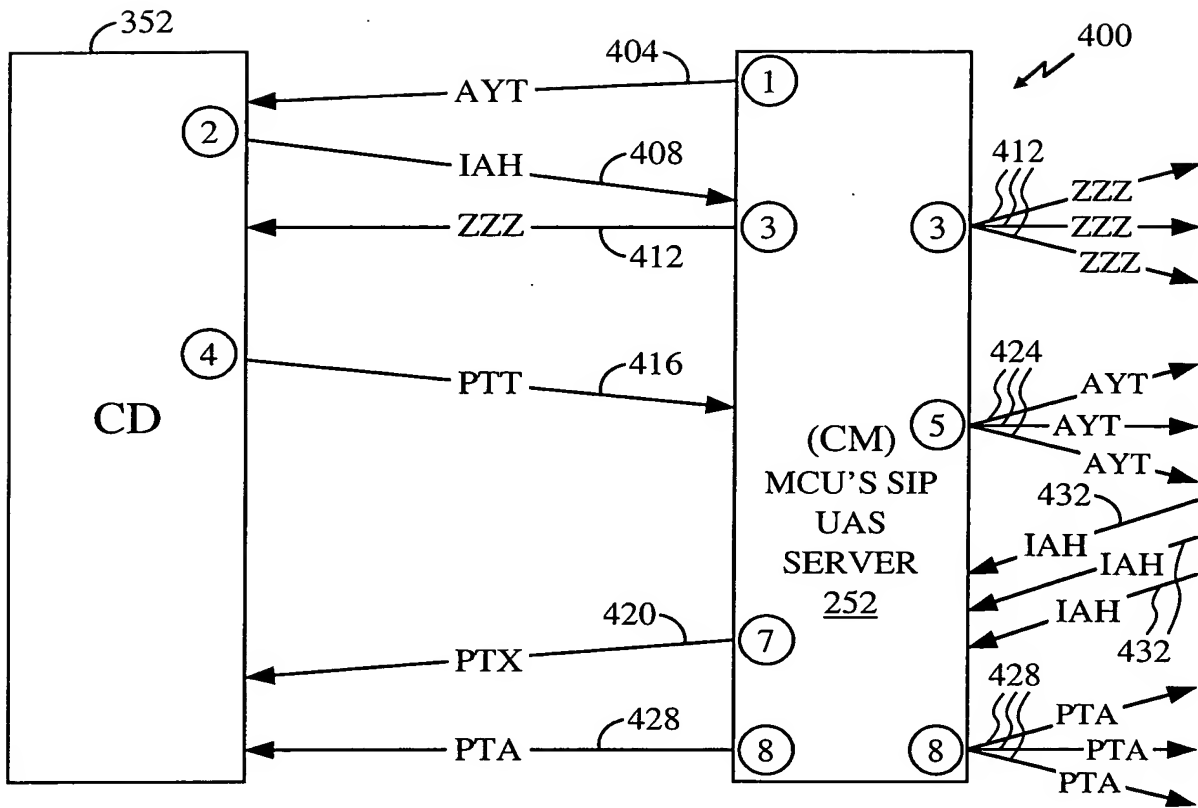 352
404
400
AYT
1
2
IAH
408
412
ZZZ
ZZZ
3
3
ZZZ
412
ZZZ
4
PTT
416
424
AYT
5
AYT
AYT
CD
(CM)
MCU'S SIP
UAS
SERVER
252
432
IAH
IAH
IAH
432
420
PTX
7
428
PTA
428
PTA
8
8
PTA
PTA